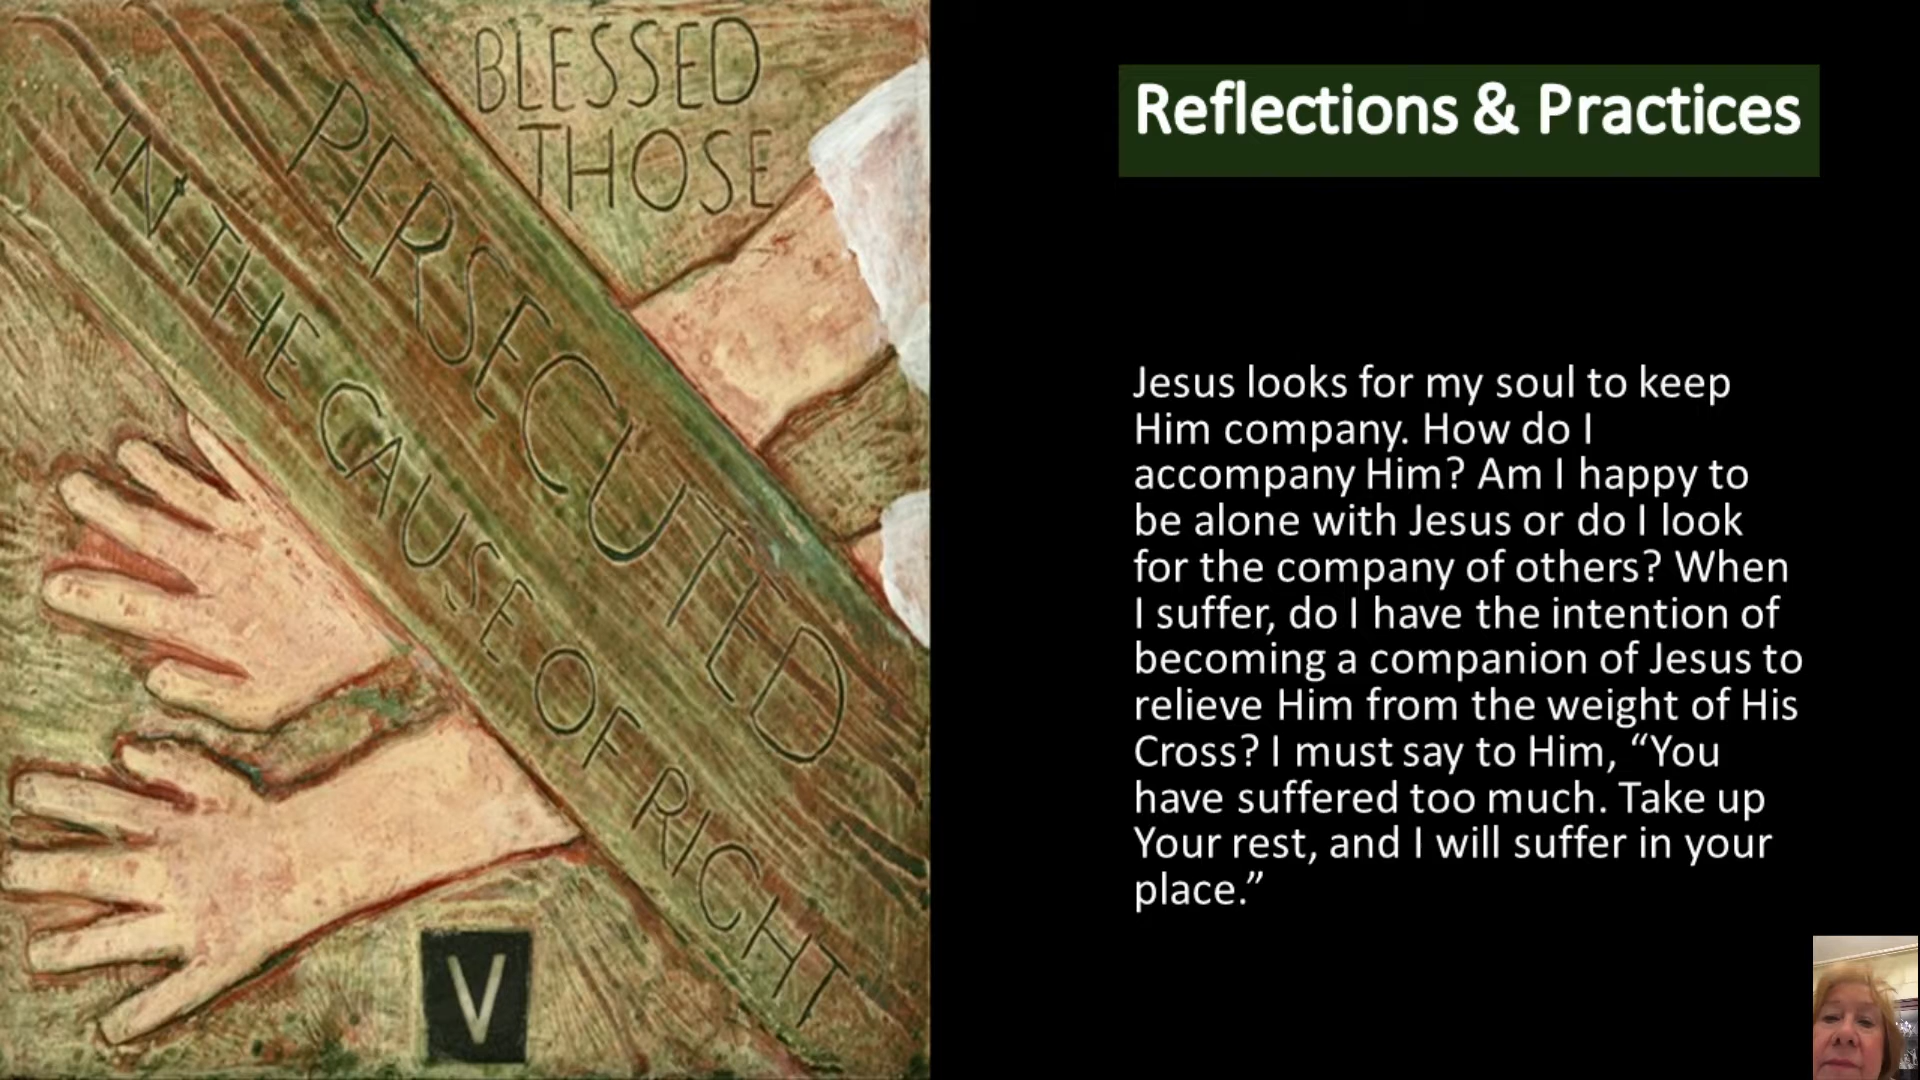 BLESSED
THOSE
PERSECUTED
IN THE CAUSE OF RIGHT
V
Reflections & Practices
Jesus looks for my soul to keep
Him company. How do I
accompany Him? Am I happy to
be alone with Jesus or do I look
for the company of others? When
I suffer, do I have the intention of
becoming a companion of Jesus to
relieve Him from the weight of His
Cross? I must say to Him, “You
have suffered too much. Take up
Your rest, and I will suffer in your
place.”